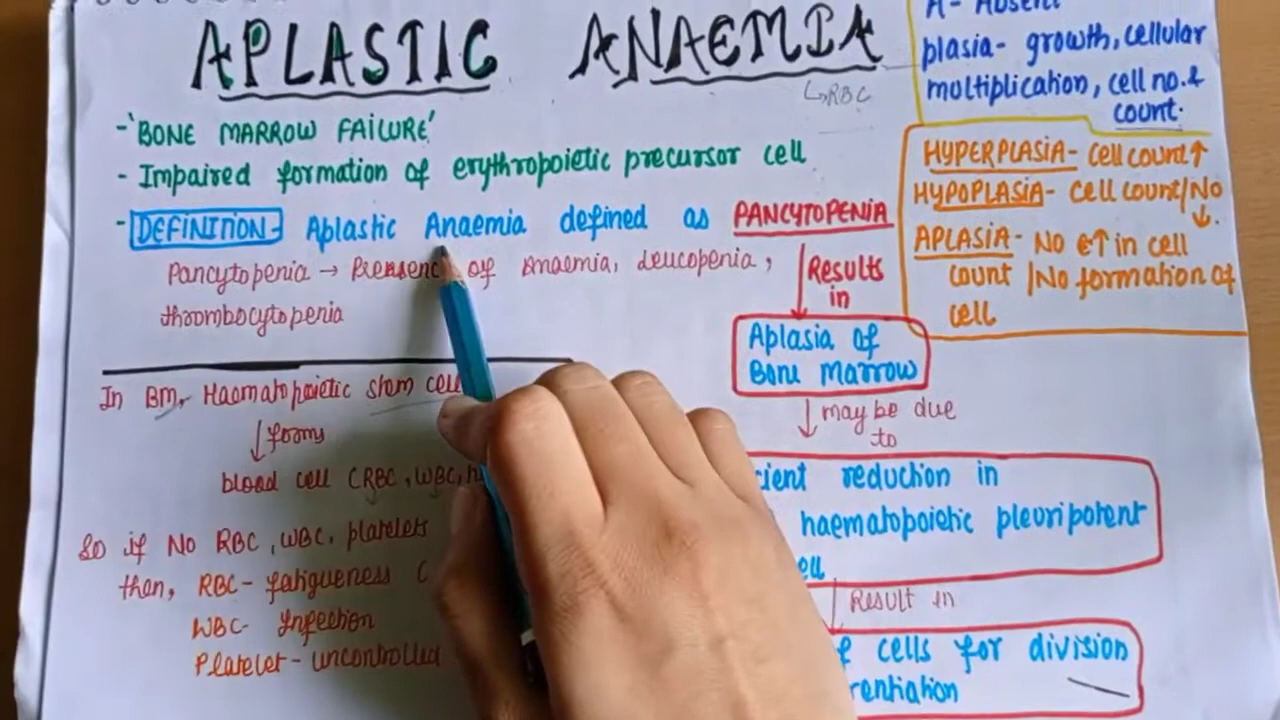 APLASTIC ANAEMIA
↳RBC
- 'BONE MARROW FAILURE'
- Impaired formation of erythropoietic precursor cell
- DEFINITION- Aplastic Anaemia defined as PANCYTOPENIA
Pancytopenia → of Anaemia, Leucopenia,
thrombocytopenia
In BM, Haematopoietic stem cell
↓ forms
blood cell (RBC, WBC,
So if No RBC, WBC, platelets
then, RBC- fatigueness (
WBC- Infection
Platelet- uncontrolled
A- Absent
plasia- growth, cellular
multiplication, cell no. &
count.
HYPERPLASIA- Cell count↑
HYPOPLASIA- Cell count/No
↓.
APLASIA- No ↑ in cell
count /No formation of
cell
↓ Results
in
Aplasia of
Bone Marrow
↓ may be due
to
cient reduction in
haematopoietic pleuripotent
ell
↓ Result in
cells for division
rentiation